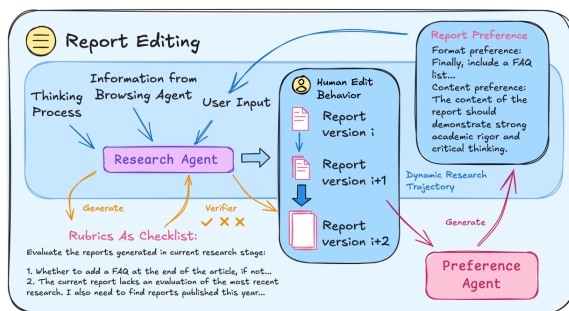 Report Editing
Thinking
Process
Information from
Browsing Agent
User Input
Research Agent
Human Edit
Behavior
Report
version i
Report
version i+1
Report
version i+2
Report Preference
Format preference:
Finally, include a FAQ
list...
Content preference:
The content of the
report should
demonstrate strong
academic rigor and
critical thinking.
Dynamic Research
Trajectory
Generate
Verifier
Rubrics As Checklist:
Evaluate the reports generated in current research stage:
1. Whether to add a FAQ at the end of the article, if not...
2. The current report lacks an evaluation of the most recent
research. I also need to find reports published this year...
Generate
Preference
Agent